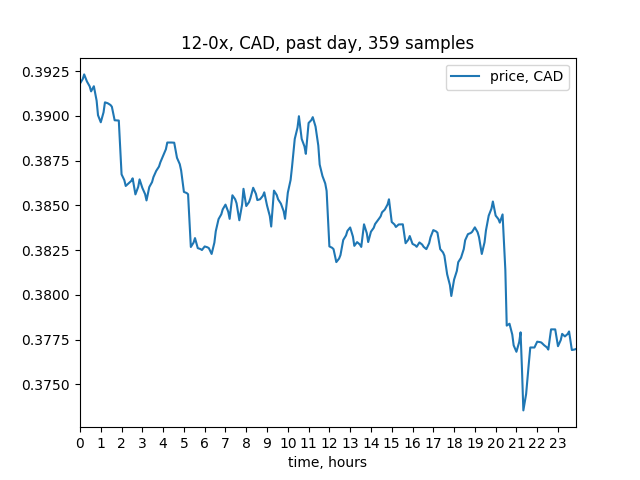 12-0x, CAD, past day, 359 samples
price, CAD
0.3925
0.3900
0.3875
0.3850
0.3825
0.3800
0.3775
0.3750
0 1 2 3 4 5 6 7 8 9 10 11 12 13 14 15 16 17 18 19 20 21 22 23
time, hours